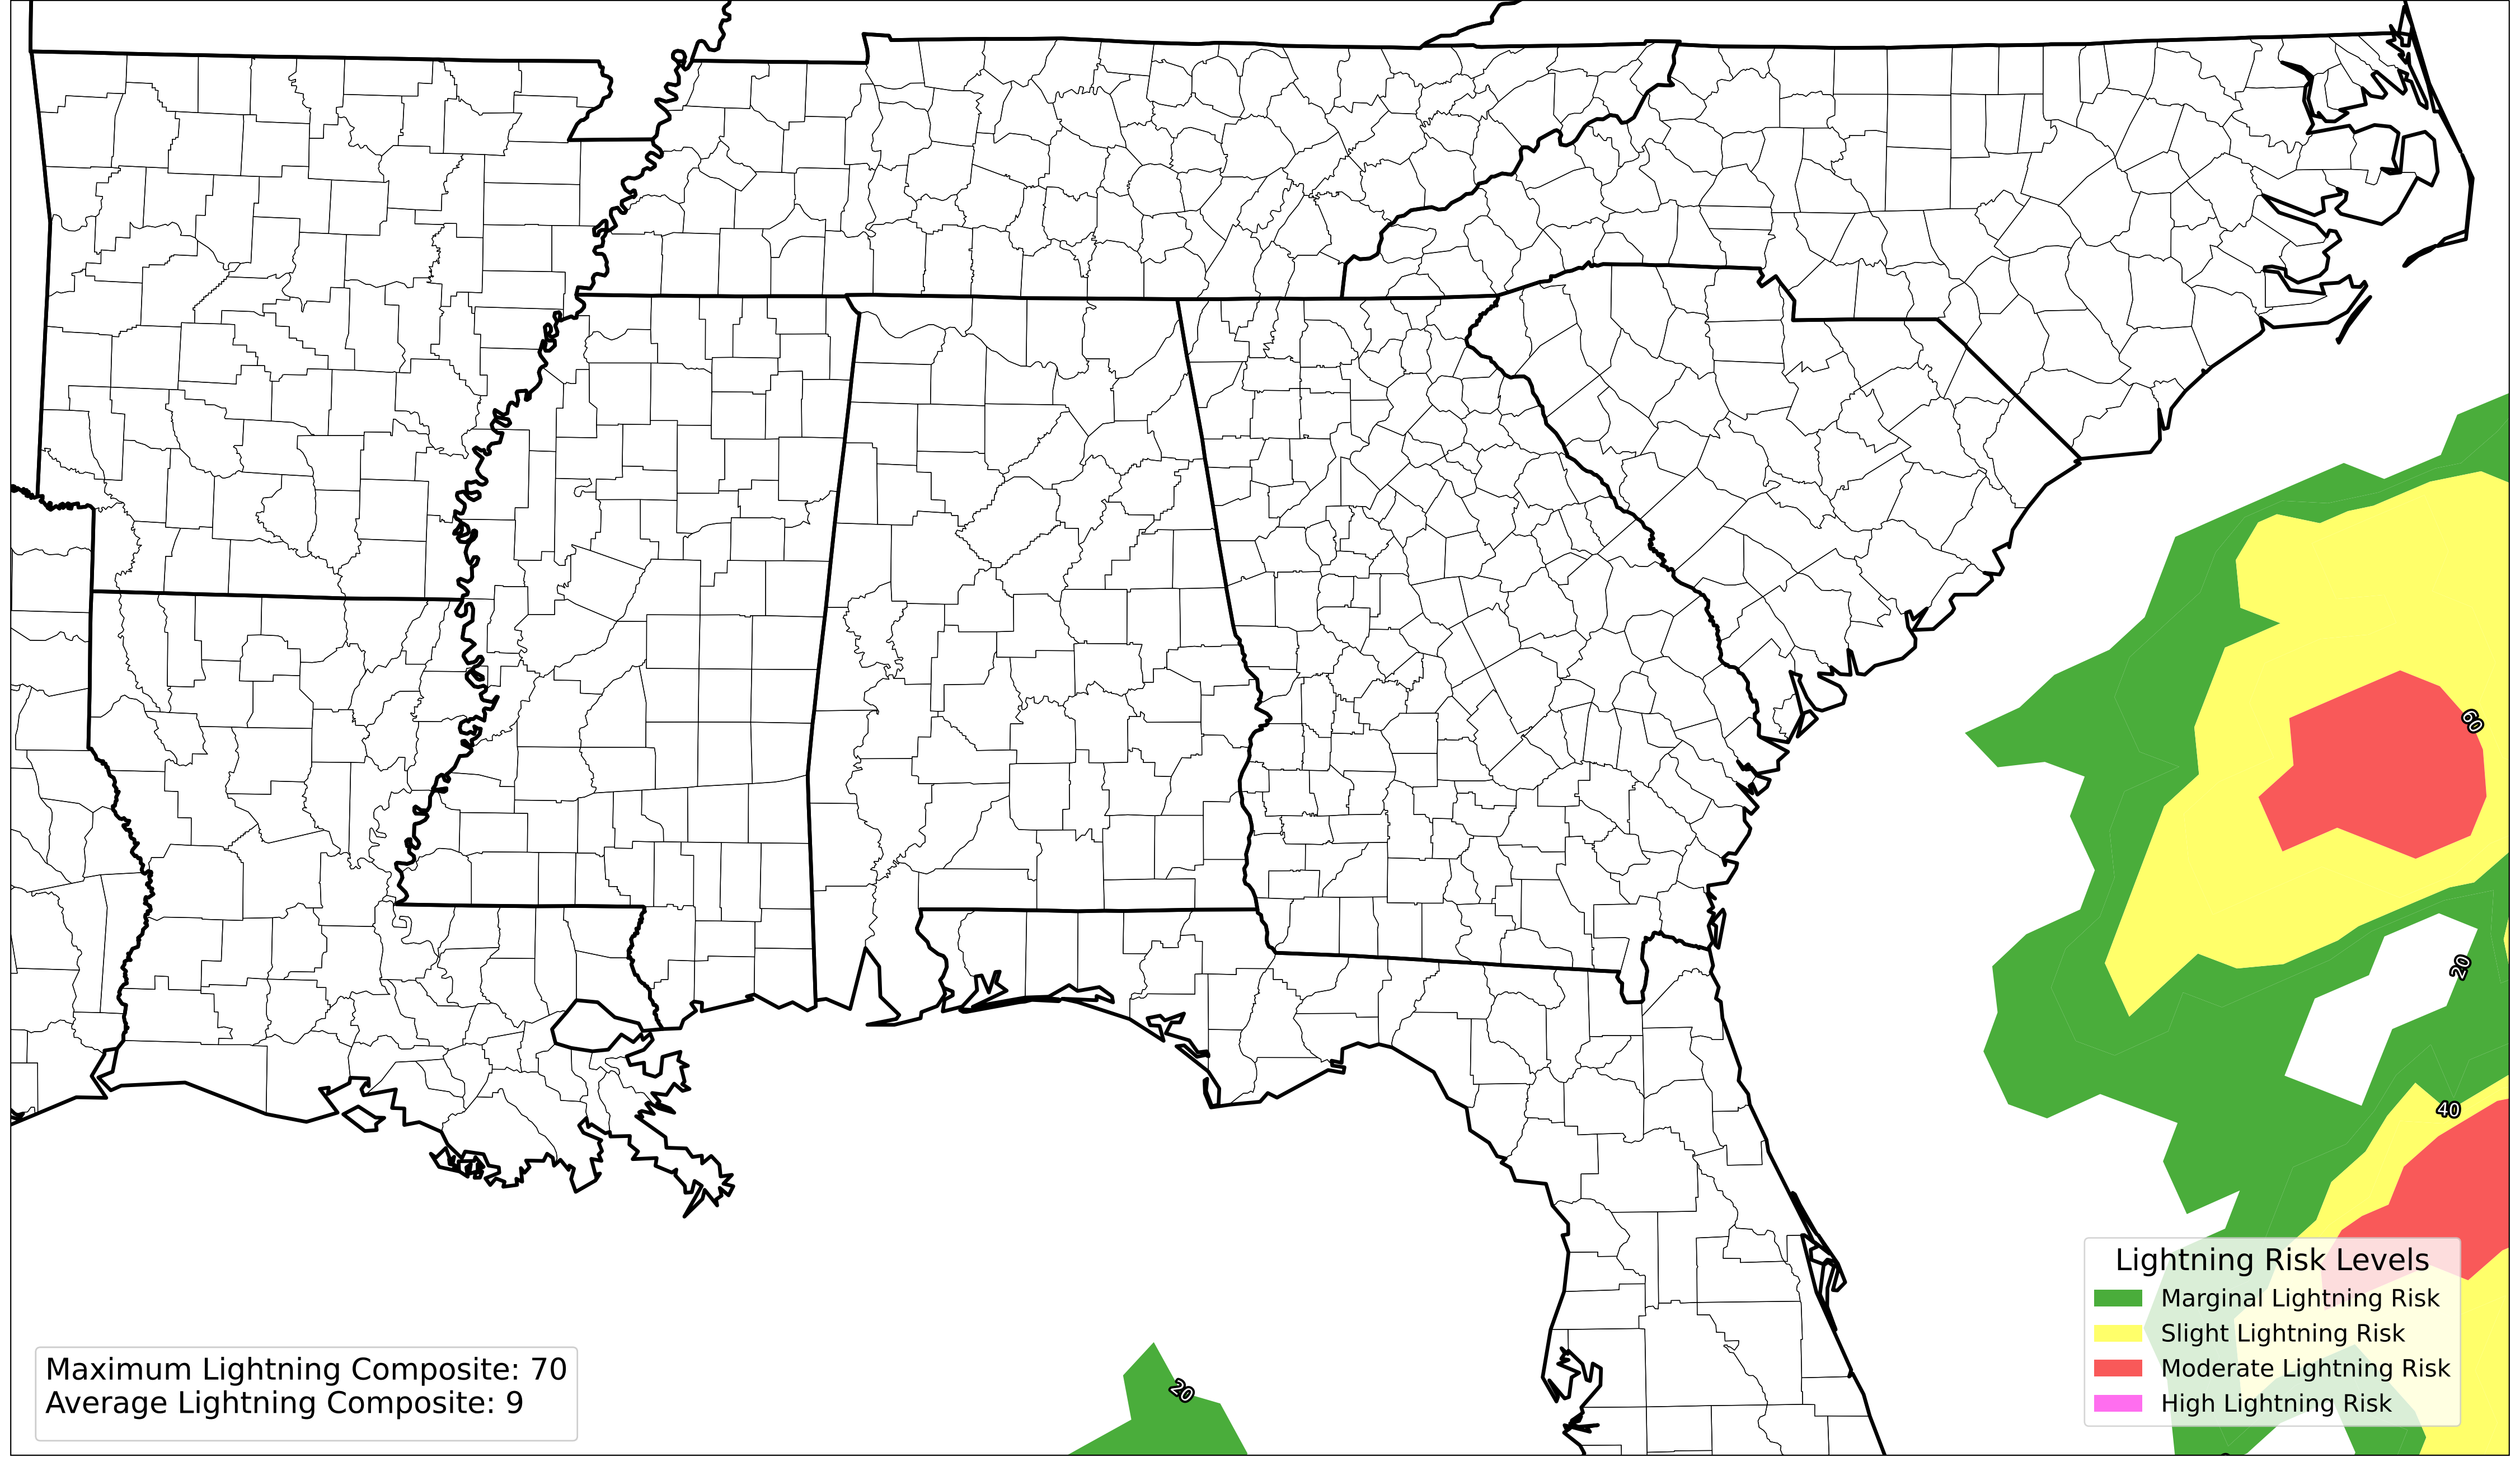 60
20
40
Lightning Risk Levels
Marginal Lightning Risk
Slight Lightning Risk
Moderate Lightning Risk
High Lightning Risk
Maximum Lightning Composite: 70
Average Lightning Composite: 9
20